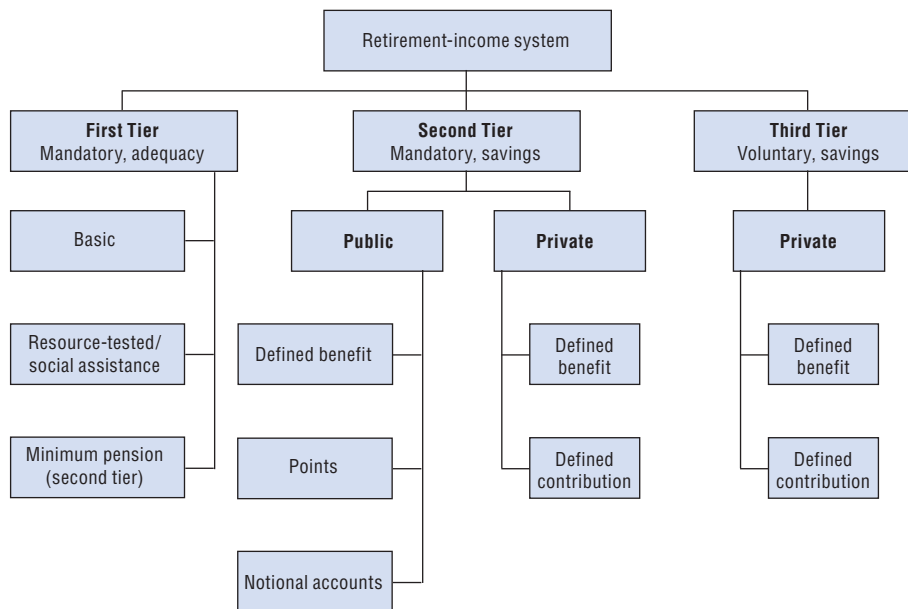 Retirement-income system
First Tier
Mandatory, adequacy
Second Tier
Mandatory, savings
Third Tier
Voluntary, savings
Basic
Public
Private
Private
Resource-tested/
social assistance
Defined benefit
Defined
benefit
Defined
benefit
Minimum pension
(second tier)
Points
Defined
contribution
Defined
contribution
Notional accounts